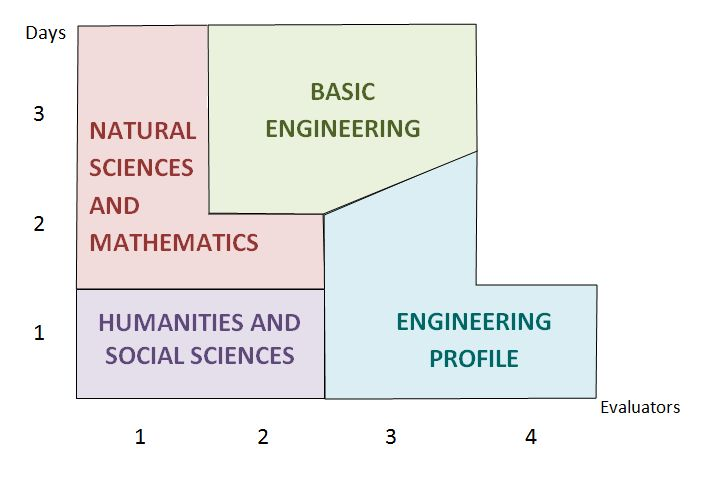 Days
3
BASIC
ENGINEERING
NATURAL
SCIENCES
AND
MATHEMATICS
2
1
HUMANITIES AND
SOCIAL SCIENCES
ENGINEERING
PROFILE
Evaluators
1 2 3 4